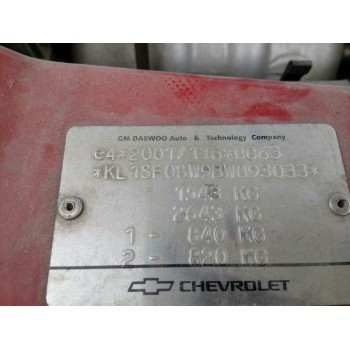 GM DAEWOO Auto & Technology Company
e4*2001/116*0083
*KL1SF08W9BW093033*
1543 KG
2643 KG
1 - 840 KG
2 - 820 KG
CHEVROLET